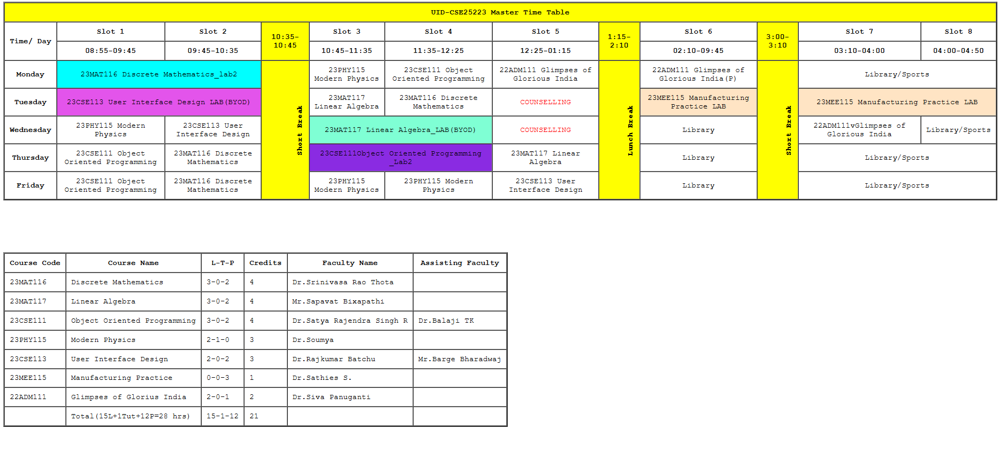 UID-CSE25223 Master Time Table
Time/ Day
Slot 1
Slot 2
10:35-
10:45
Slot 3
Slot 4
Slot 5
1:15-
2:10
Slot 6
3:00-
3:10
Slot 7
Slot 8
08:55-09:45
09:45-10:35
10:45-11:35
11:35-12:25
12:25-01:15
02:10-09:45
03:10-04:00
04:00-04:50
Monday
23MAT116 Discrete Mathematics_lab2
Short Break
23PHY115
Modern Physics
23CSE111 Object
Oriented Programming
22ADM111 Glimpses of
Glorious India
Lunch Break
22ADM111 Glimpses of
Glorious India(P)
Short Break
Library/Sports
Tuesday
23CSE113 User Interface Design LAB(BYOD)
23MAT117
Linear Algebra
23MAT116 Discrete
Mathematics
COUNSELLING
23MEE115 Manufacturing
Practice LAB
23MEE115 Manufacturing Practice LAB
Wednesday
23PHY115 Modern
Physics
23CSE113 User
Interface Design
23MAT117 Linear Algebra_LAB(BYOD)
COUNSELLING
Library
22ADM111vGlimpses of
Glorious India
Library/Sports
Thursday
23CSE111 Object
Oriented Programming
23MAT116 Discrete
Mathematics
23CSE111Object Oriented Programming
_Lab2
23MAT117 Linear
Algebra
Library
Library/Sports
Friday
23CSE111 Object
Oriented Programming
23MAT116 Discrete
Mathematics
23PHY115
Modern Physics
23PHY115 Modern
Physics
23CSE113 User
Interface Design
Library
Library/Sports
Course Code
Course Name
L-T-P
Credits
Faculty Name
Assisting Faculty
23MAT116
Discrete Mathematics
3-0-2
4
Dr.Srinivasa Rao Thota
23MAT117
Linear Algebra
3-0-2
4
Mr.Sapavat Bixapathi
23CSE111
Object Oriented Programming
3-0-2
4
Dr.Satya Rajendra Singh R
Dr.Balaji TK
23PHY115
Modern Physics
2-1-0
3
Dr.Soumya
23CSE113
User Interface Design
2-0-2
3
Dr.Rajkumar Batchu
Mr.Barge Bharadwaj
23MEE115
Manufacturing Practice
0-0-3
1
Dr.Sathies S.
22ADM111
Glimpses of Glorius India
2-0-1
2
Dr.Siva Panuganti
Total(15L+1Tut+12P=28 hrs)
15-1-12
21